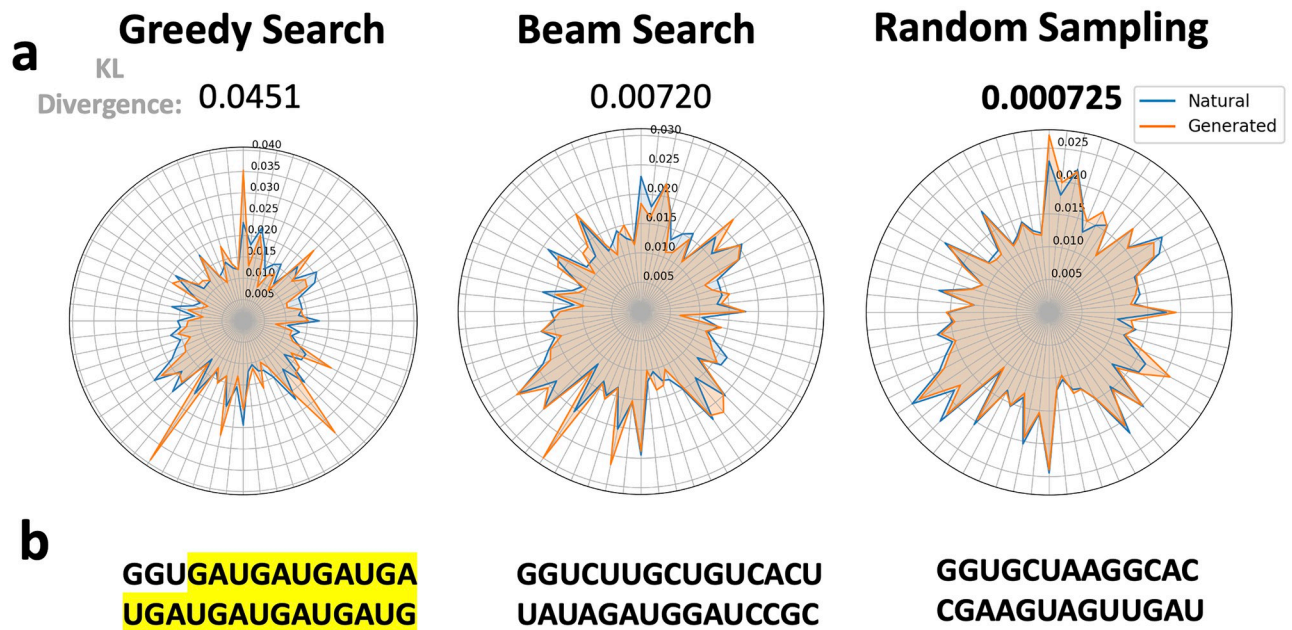 Greedy Search
Beam Search
Random Sampling
a
KL
Divergence:
0.0451
0.00720
0.000725
Natural
Generated
0.040
0.035
0.030
0.025
0.020
0.015
0.010
0.005
0.030
0.025
0.020
0.015
0.010
0.005
0.025
0.020
0.015
0.010
0.005
b
GGUGAUGAUGAUGA
UGAUGAUGAUGAUG
GGUCUUGCUGUCACU
UAUAGAUGGAUCCGC
GGUGCUAAGGCAC
CGAAGUAGUUGAU